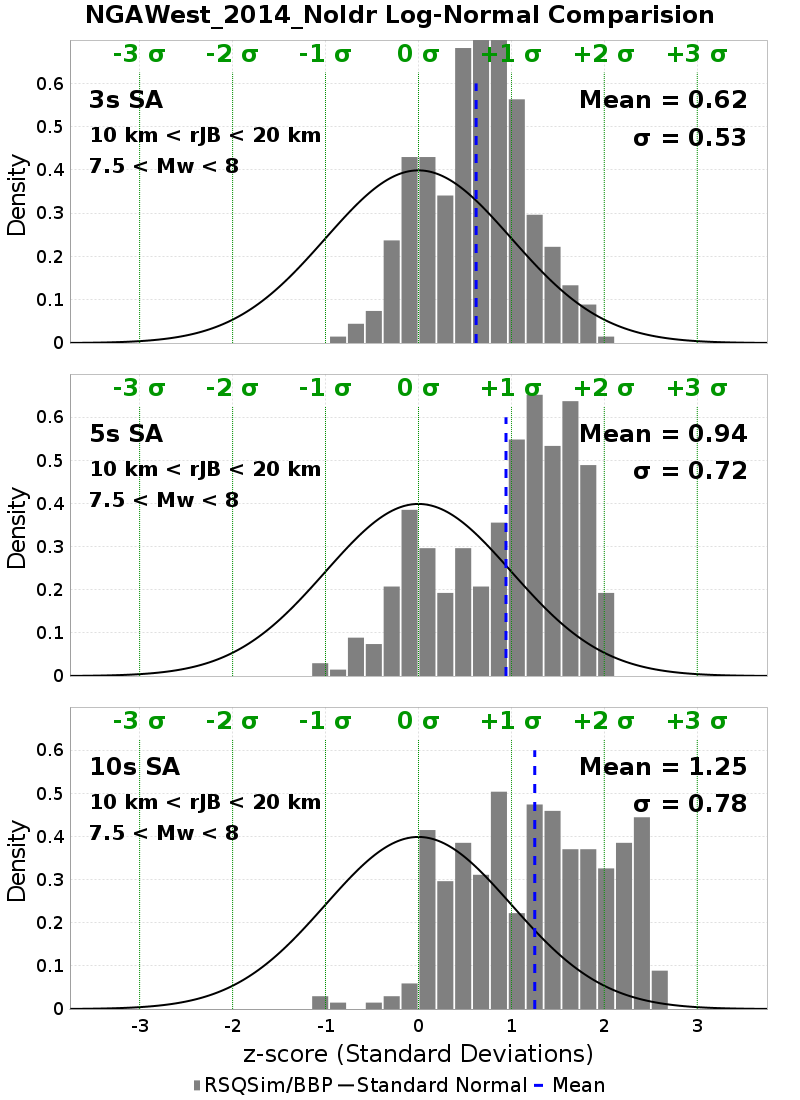 NGAWest_2014_NoIdr Log-Normal Comparision
-3 σ -2 σ -1 σ 0 σ +1 σ +2 σ +3 σ
3s SA
Mean = 0.62
10 km < rJB < 20 km
σ = 0.53
7.5 < Mw < 8
Density
0.6
0.5
0.4
0.3
0.2
0.1
0
-3 σ -2 σ -1 σ 0 σ +1 σ +2 σ +3 σ
5s SA
Mean = 0.94
10 km < rJB < 20 km
σ = 0.72
7.5 < Mw < 8
Density
0.6
0.5
0.4
0.3
0.2
0.1
0
-3 σ -2 σ -1 σ 0 σ +1 σ +2 σ +3 σ
10s SA
Mean = 1.25
10 km < rJB < 20 km
σ = 0.78
7.5 < Mw < 8
Density
0.6
0.5
0.4
0.3
0.2
0.1
0
-3 -2 -1 0 1 2 3
z-score (Standard Deviations)
RSQSim/BBP Standard Normal Mean